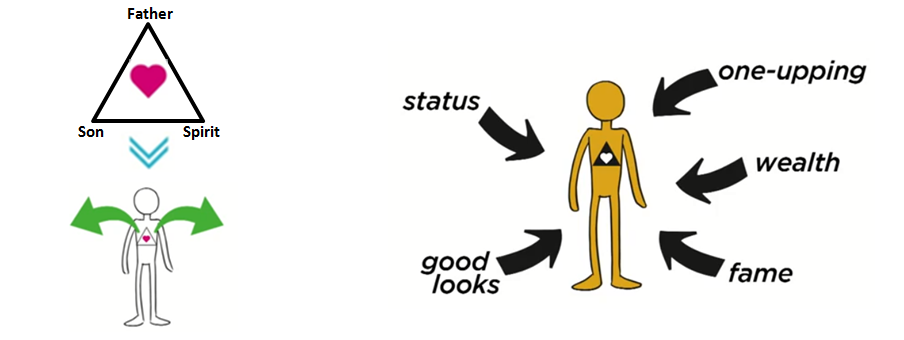 Father
Son
Spirit
status
one-upping
wealth
good
looks
fame